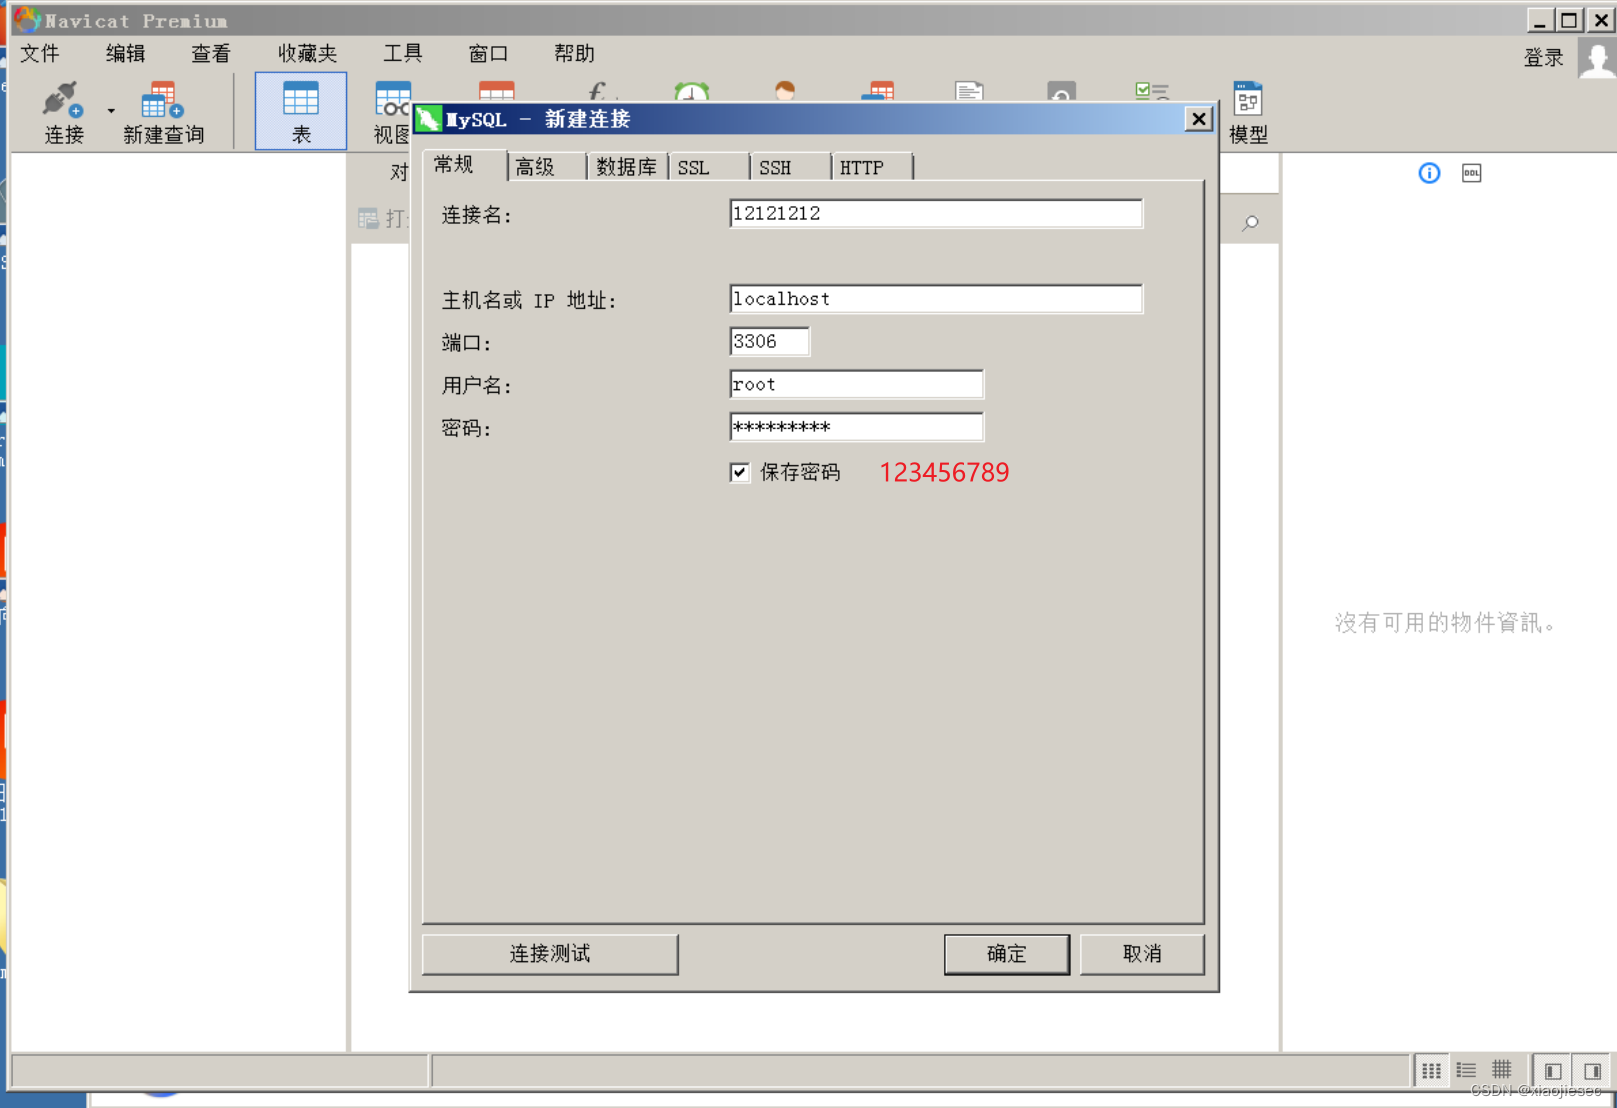 Navicat Premium
文件 编辑 查看 收藏夹 工具 窗口 帮助
登录
连接 新建查询 表 视图 模型
MySQL - 新建连接
常规 高级 数据库 SSL SSH HTTP
对
打
连接名: 12121212
主机名或 IP 地址: localhost
端口: 3306
用户名: root
密码: *********
保存密码 123456789
DDL
沒有可用的物件資訊。
连接测试 确定 取消
CSDN @xiaojiesec